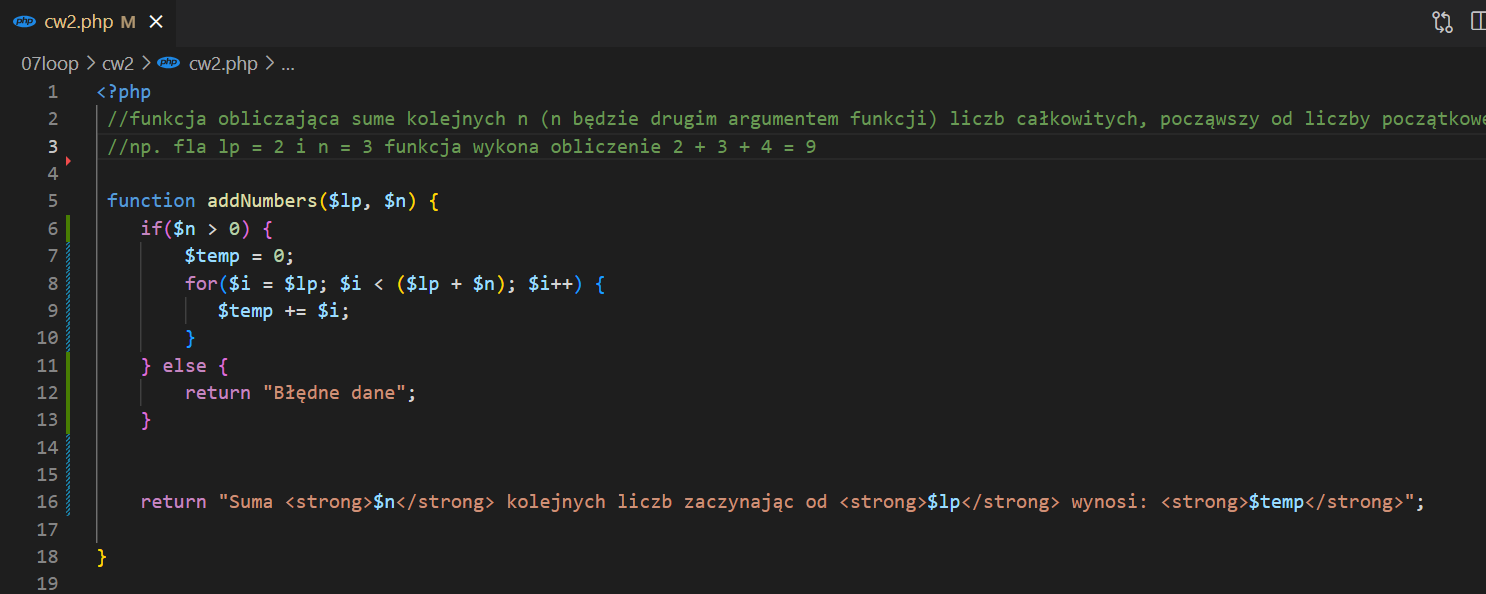 php cw2.php M ×
07loop > cw2 > php cw2.php > ...
1 <?php
2 //funkcja obliczająca sume kolejnych n (n będzie drugim argumentem funkcji) liczb całkowitych, począwszy od liczby
3 //np. fla lp = 2 i n = 3 funkcja wykona obliczenie 2 + 3 + 4 = 9
4
5 function addNumbers($lp, $n) {
6 if($n > 0) {
7 $temp = 0;
8 for($i = $lp; $i < ($lp + $n); $i++) {
9 $temp += $i;
10 }
11 } else {
12 return "Błędne dane";
13 }
14
15
16 return "Suma <strong>$n</strong> kolejnych liczb zaczynając od <strong>$lp</strong> wynosi: <strong>$temp</strong>";
17
18 }
19